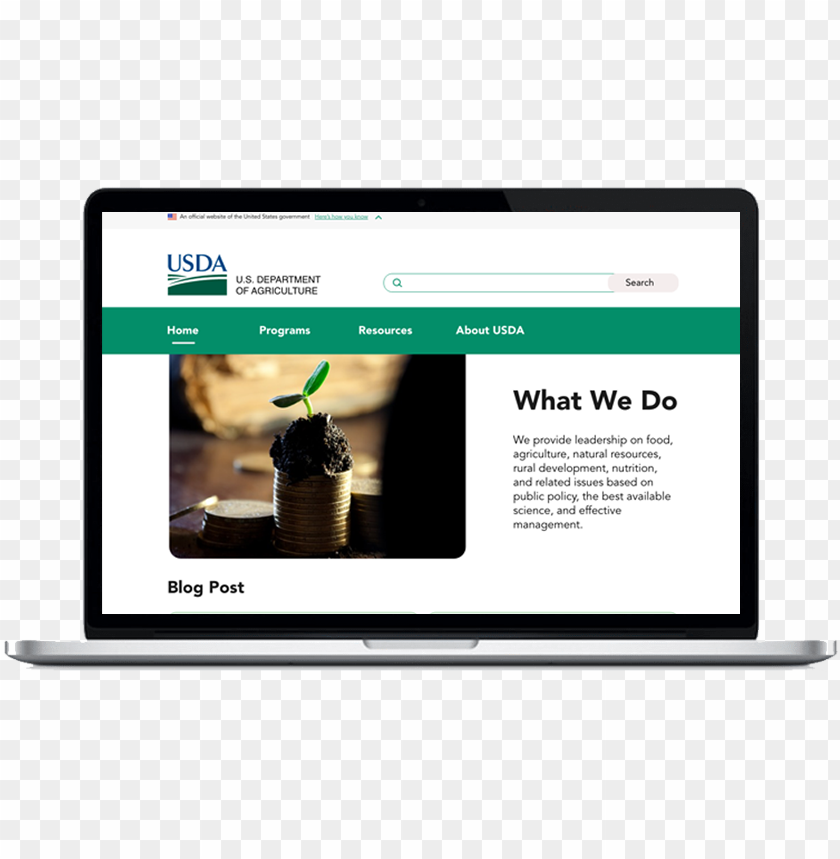 An official website of the United States government Here's how you know
USDA
U.S. DEPARTMENT
OF AGRICULTURE
Search
Home Programs Resources About USDA
What We Do
We provide leadership on food,
agriculture, natural resources,
rural development, nutrition,
and related issues based on
public policy, the best available
science, and effective
management.
Blog Post